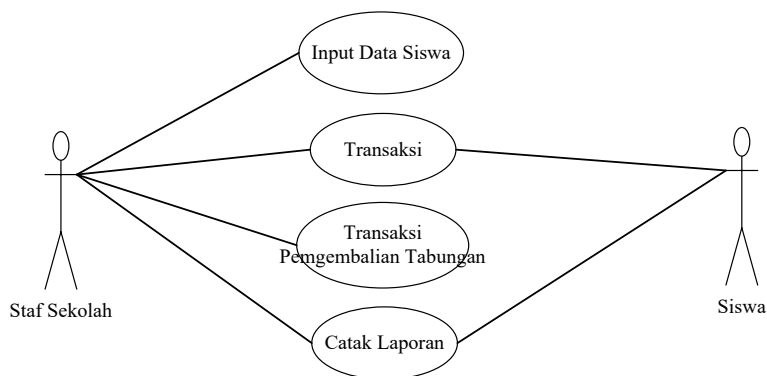 Input Data Siswa
Transaksi
Transaksi
Pemgembalian Tabungan
Staf Sekolah
Siswa
Catak Laporan